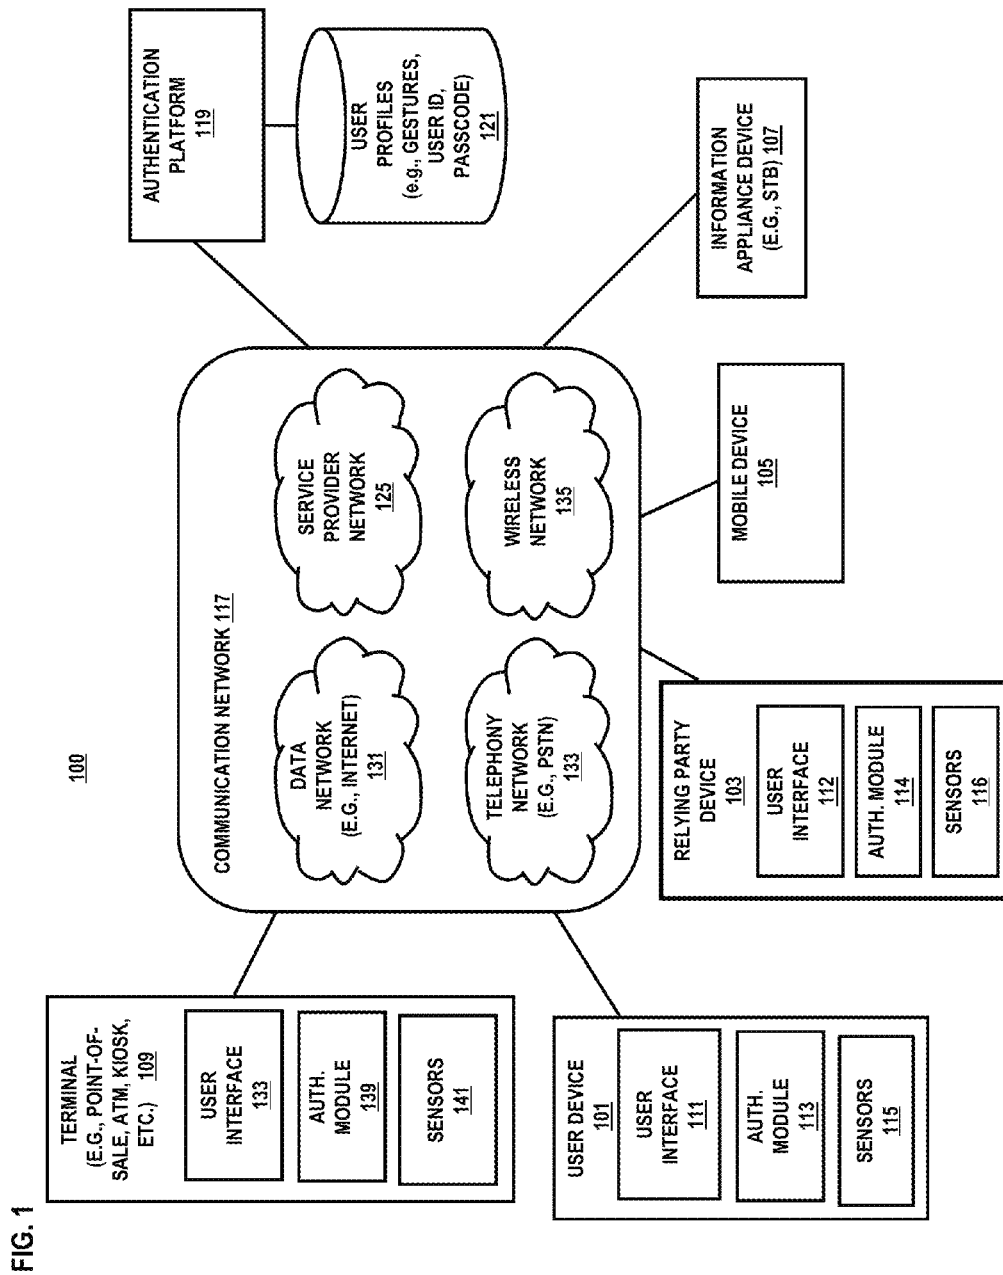 FIG. 1
100
TERMINAL
(E.G., POINT-OF-
SALE, ATM, KIOSK,
ETC.) 109
USER
INTERFACE
133
AUTH.
MODULE
139
SENSORS
141
COMMUNICATION NETWORK 117
DATA
NETWORK
(E.G., INTERNET)
131
SERVICE
PROVIDER
NETWORK
125
TELEPHONY
NETWORK
(E.G., PSTN)
133
WIRELESS
NETWORK
135
AUTHENTICATION
PLATFORM
119
USER
PROFILES
(e.g., GESTURES,
USER ID,
PASSCODE)
121
USER DEVICE
101
USER
INTERFACE
111
AUTH.
MODULE
113
SENSORS
115
RELYING PARTY
DEVICE
103
USER
INTERFACE
112
AUTH. MODULE
114
SENSORS
116
MOBILE DEVICE
105
INFORMATION
APPLIANCE DEVICE
(E.G., STB) 107